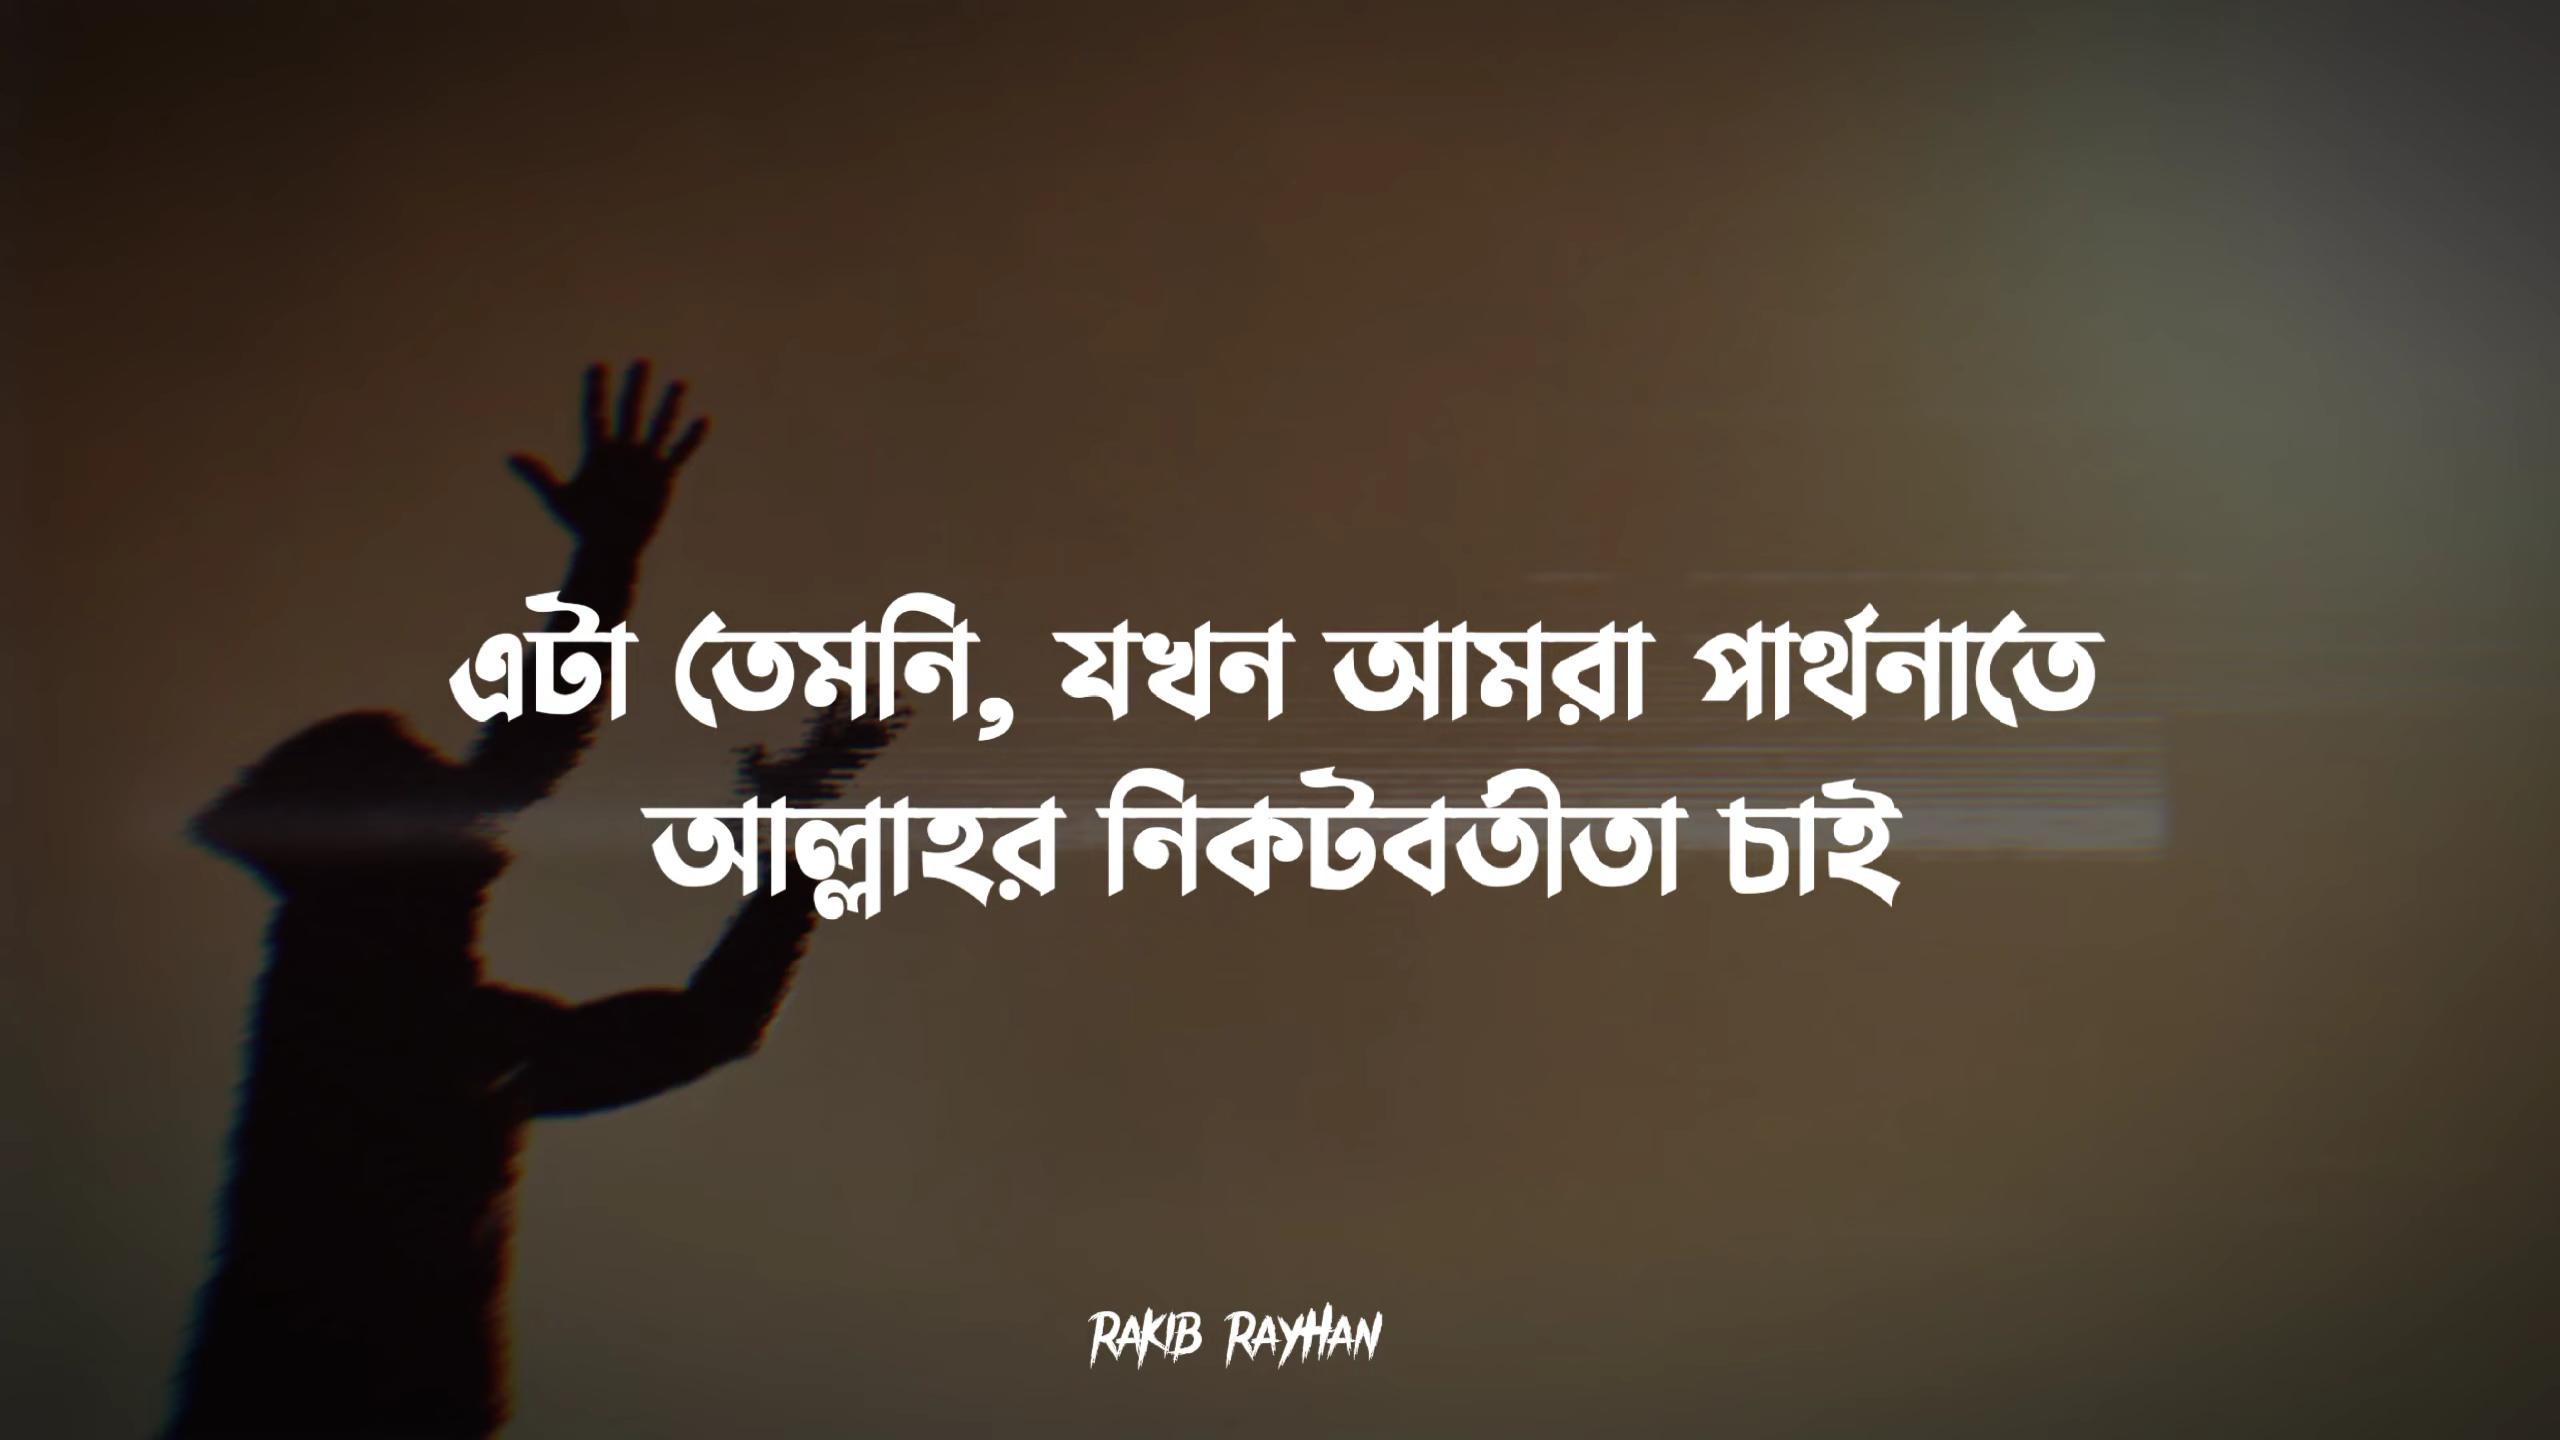 এটা তেমনি, যখন আমরা পার্থনাতে
আল্লাহর নিকটবর্তীতা চাই
RAKIB RAYHAN